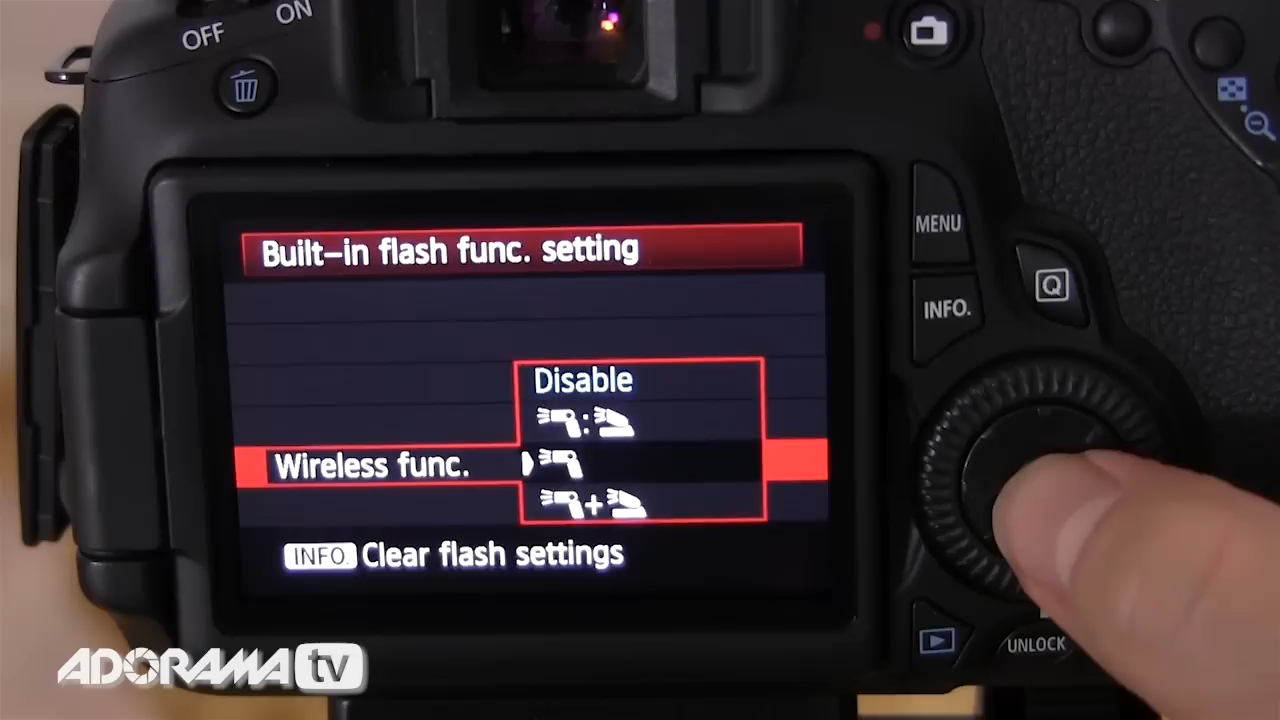 OFF
ON
MENU
INFO.
Q
Built-in flash func. setting
Disable
:
Wireless func.
+
INFO. Clear flash settings
UNLOCK
ADORAMA tv